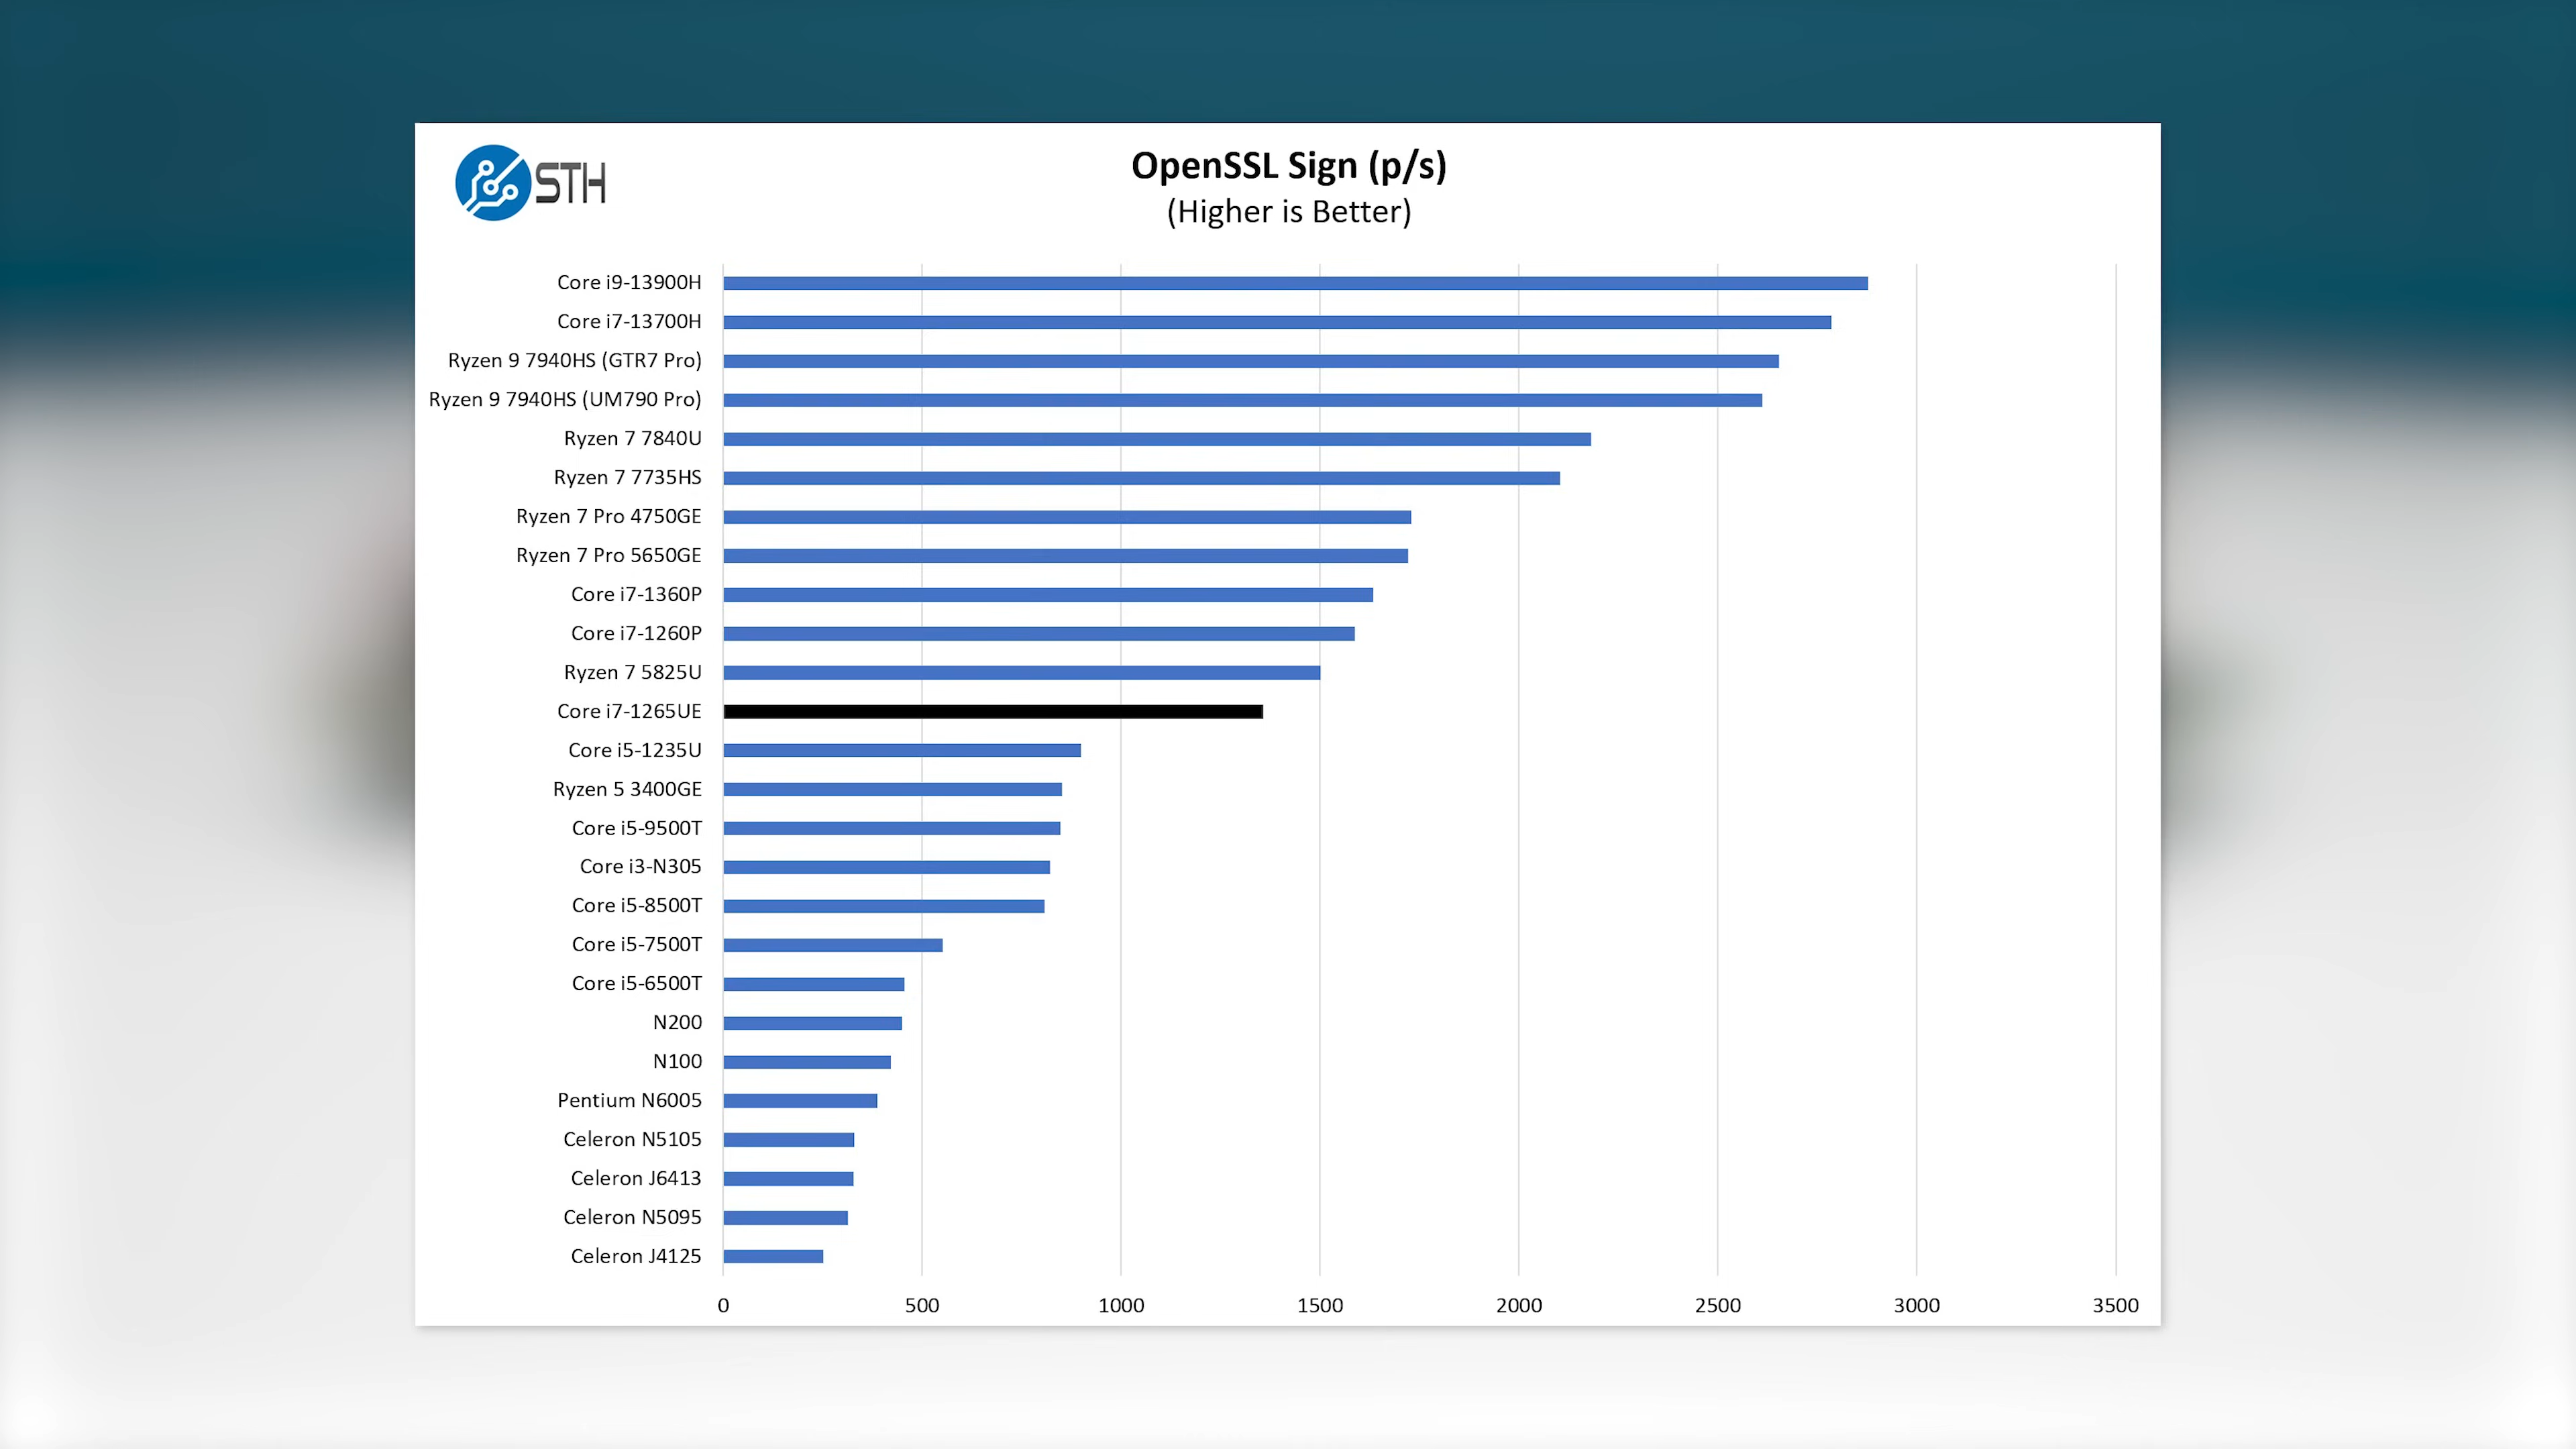 STH
OpenSSL Sign (p/s)
(Higher is Better)
Core i9-13900H
Core i7-13700H
Ryzen 9 7940HS (GTR7 Pro)
Ryzen 9 7940HS (UM790 Pro)
Ryzen 7 7840U
Ryzen 7 7735HS
Ryzen 7 Pro 4750GE
Ryzen 7 Pro 5650GE
Core i7-1360P
Core i7-1260P
Ryzen 7 5825U
Core i7-1265UE
Core i5-1235U
Ryzen 5 3400GE
Core i5-9500T
Core i3-N305
Core i5-8500T
Core i5-7500T
Core i5-6500T
N200
N100
Pentium N6005
Celeron N5105
Celeron J6413
Celeron N5095
Celeron J4125
0 500 1000 1500 2000 2500 3000 3500